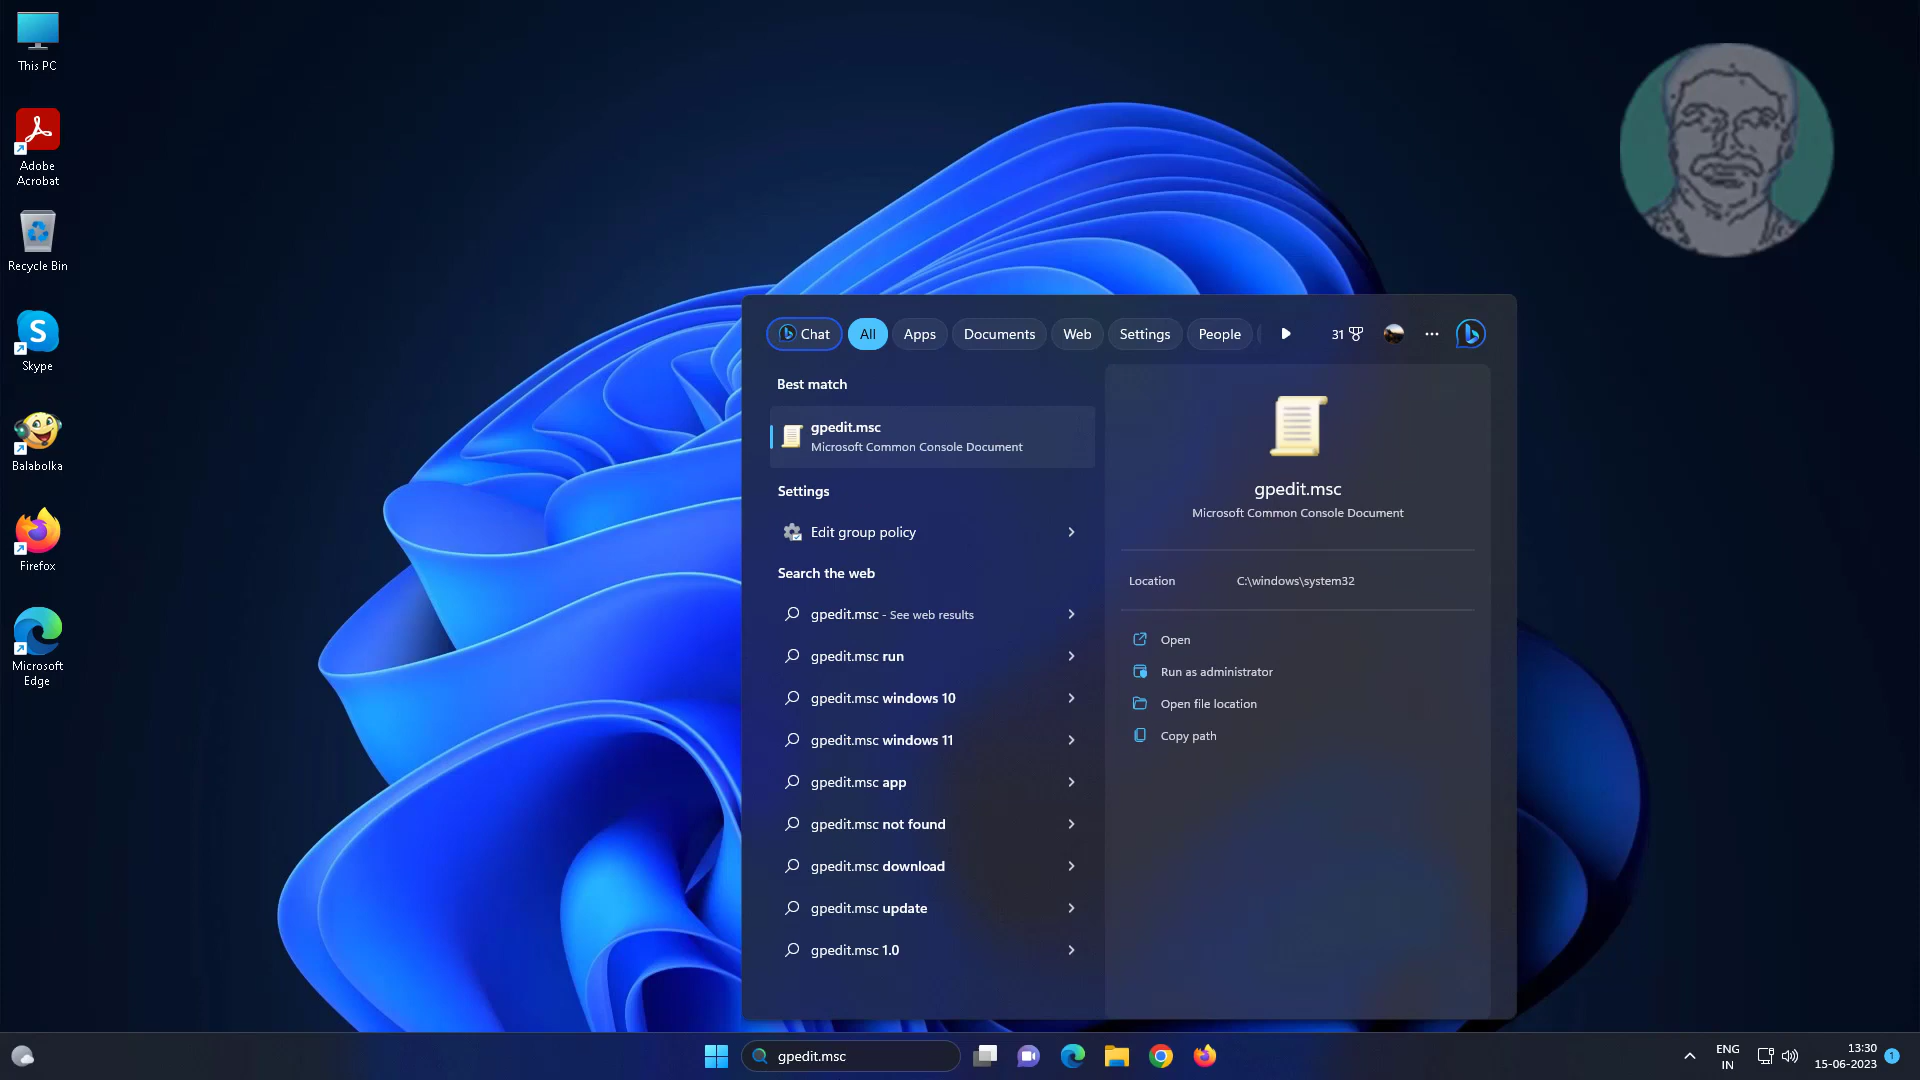 This PC
Adobe
Acrobat
Recycle Bin
S
Skype
Balabolka
Firefox
Microsoft
Edge
Chat
All
Apps
Documents
Web
Settings
People
31
Best match
gpedit.msc
Microsoft Common Console Document
Settings
Edit group policy
Search the web
gpedit.msc - See web results
gpedit.msc run
gpedit.msc windows 10
gpedit.msc windows 11
gpedit.msc app
gpedit.msc not found
gpedit.msc download
gpedit.msc update
gpedit.msc 1.0
gpedit.msc
Microsoft Common Console Document
Location C:\windows\system32
Open
Run as administrator
Open file location
Copy path
gpedit.msc
ENG
IN
13:30
15-06-2023
1